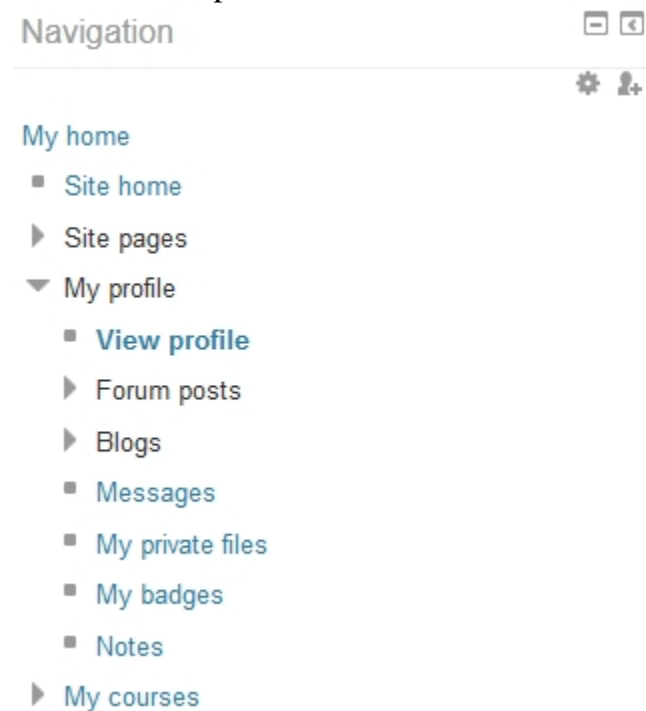 Navigation
My home
Site home
Site pages
My profile
View profile
Forum posts
Blogs
Messages
My private files
My badges
Notes
My courses